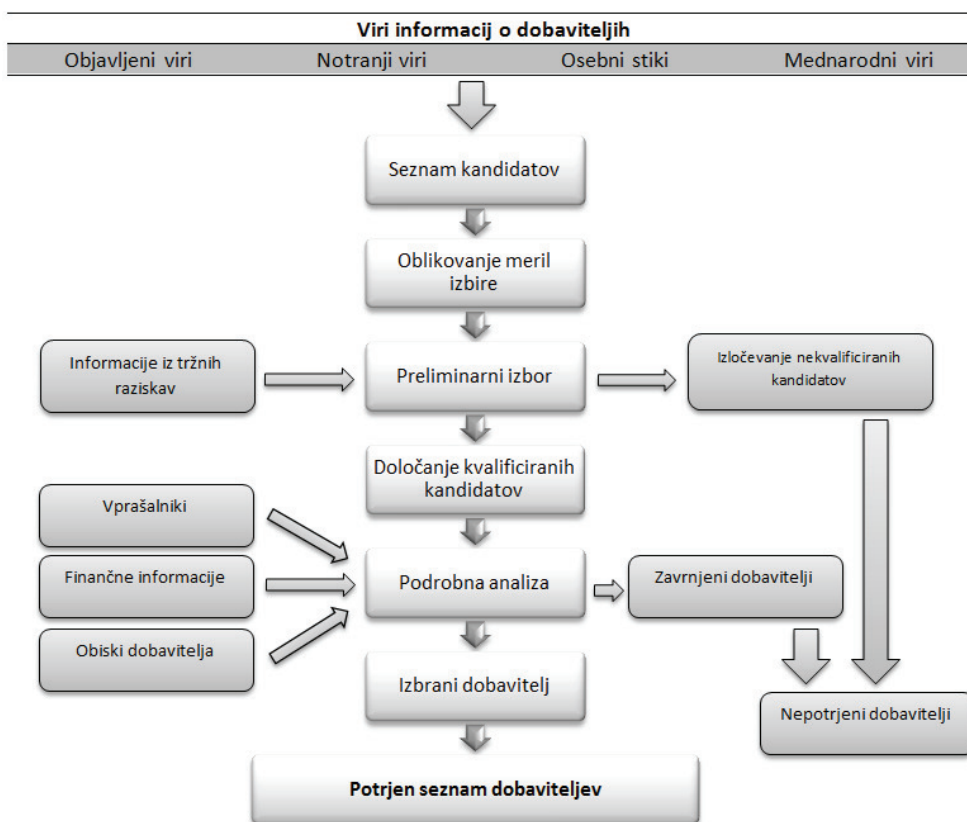 Viri informacij o dobaviteljih
Objavljeni viri Notranji viri Osebni stiki Mednarodni viri
Seznam kandidatov
Oblikovanje meril
izbire
Informacije iz tržnih
raziskav
Preliminarni izbor
Izločevanje nekvalificiranih
kandidatov
Določanje kvalificiranih
kandidatov
Vprašalniki
Finančne informacije
Podrobna analiza
Zavrnjeni dobavitelji
Obiski dobavitelja
Izbrani dobavitelj
Nepotrjeni dobavitelji
Potrjen seznam dobaviteljev